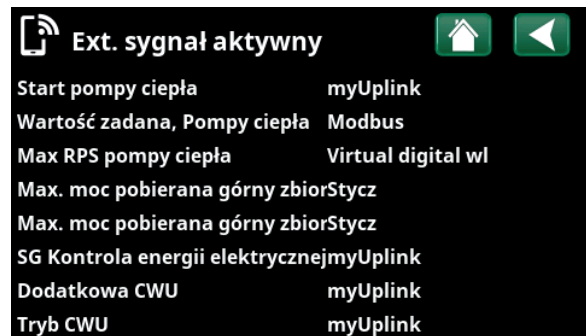 Ext. sygnał aktywny
Start pompy ciepła myUplink
Wartość zadana, Pompy ciepła Modbus
Max RPS pompy ciepła Virtual digital wl
Max. moc pobierana górny zbiorStycz
Max. moc pobierana górny zbiorStycz
SG Kontrola energii elektrycznejmyUplink
Dodatkowa CWU myUplink
Tryb CWU myUplink